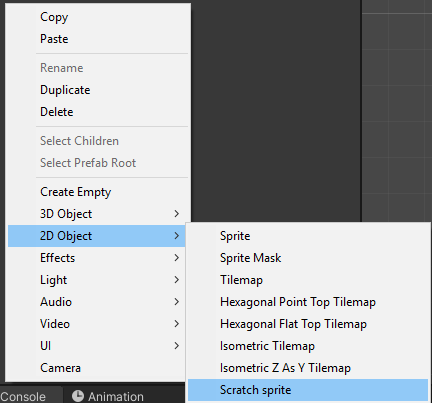 Copy
Paste
Rename
Duplicate
Delete
Select Children
Select Prefab Root
Create Empty
3D Object
2D Object
Effects
Light
Audio
Video
UI
Camera
Sprite
Sprite Mask
Tilemap
Hexagonal Point Top Tilemap
Hexagonal Flat Top Tilemap
Isometric Tilemap
Isometric Z As Y Tilemap
Scratch sprite
Console Animation